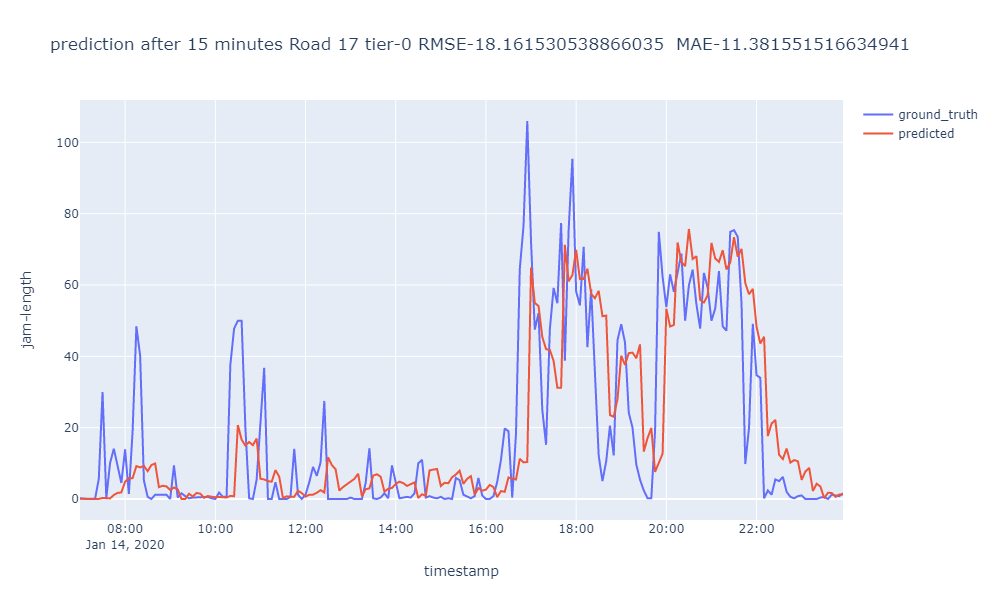 prediction after 15 minutes Road 17 tier-0 RMSE-18.161530538866035  MAE-11.381551516634941
ground_truth
predicted
jam-length
100
80
60
40
20
0
08:00 10:00 12:00 14:00 16:00 18:00 20:00 22:00
Jan 14, 2020
timestamp